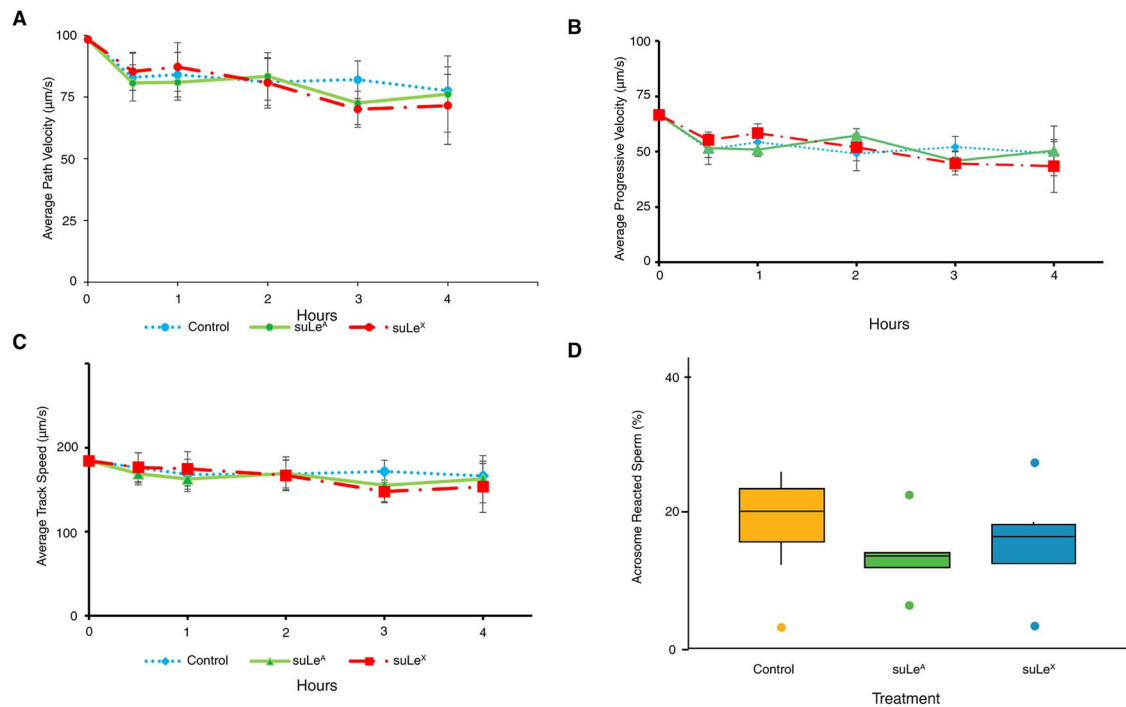 A
100
75
50
25
0
Average Path Velocity (μm/s)
0 1 2 3 4
Hours
Control suLeᴬ suLeˣ
B
100
75
50
25
0
Average Progressive Velocity (μm/s)
0 1 2 3 4
Hours
C
200
100
0
Average Track Speed (μm/s)
0 1 2 3 4
Control suLeᴬ suLeˣ
Hours
D
40
20
0
Acrosome Reacted Sperm (%)
Control suLeᴬ suLeˣ
Treatment